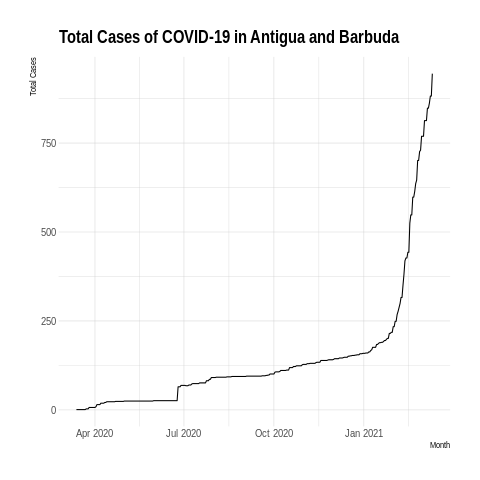 Total Cases of COVID-19 in Antigua and Barbuda
Total Cases
750
500
250
0
Apr 2020 Jul 2020 Oct 2020 Jan 2021
Month